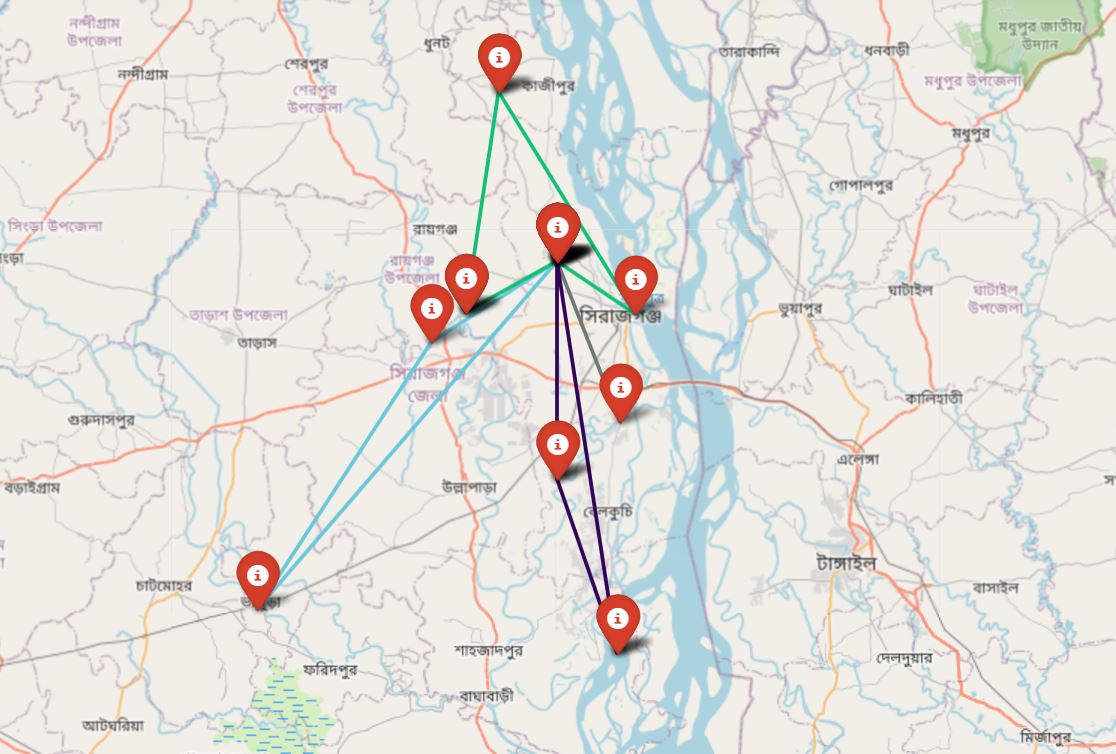 নন্দীগ্রাম
উপজেলা
ধুনট
তারাকান্দি
ধনবাড়ী
মধুপুর জাতীয়
উদ্যান
নন্দীগ্রাম
শেরপুর
শেরপুর
উপজেলা
কাজীপুর
মধুপুর উপজেলা
মধুপুর
গোপালপুর
সিংড়া উপজেলা
রায়গঞ্জ
রায়গঞ্জ
উপজেলা
ঘাটাইল
ঘাটাইল
উপজেলা
তাড়াশ উপজেলা
তাড়াস
সিরাজগঞ্জ
ভুয়াপুর
সিরাজগঞ্জ
জেলা
গুরুদাসপুর
কালিহাতী
এলেঙ্গা
বড়াইগ্রাম
উল্লাপাড়া
বেলকুচি
টাঙ্গাইল
চাটমোহর
বাসাইল
শাহজাদপুর
দেলদুয়ার
ফরিদপুর
বাঘাবাড়ী
আটঘরিয়া
মির্জাপুর